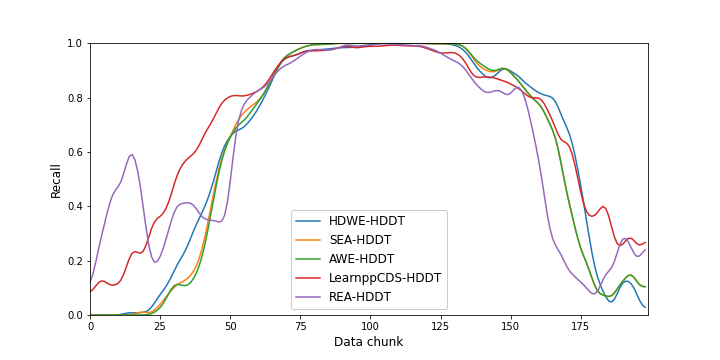 1.0
0.8
0.6
0.4
0.2
0.0
Recall
HDWE-HDDT
SEA-HDDT
AWE-HDDT
LearnppCDS-HDDT
REA-HDDT
0 25 50 75 100 125 150 175
Data chunk